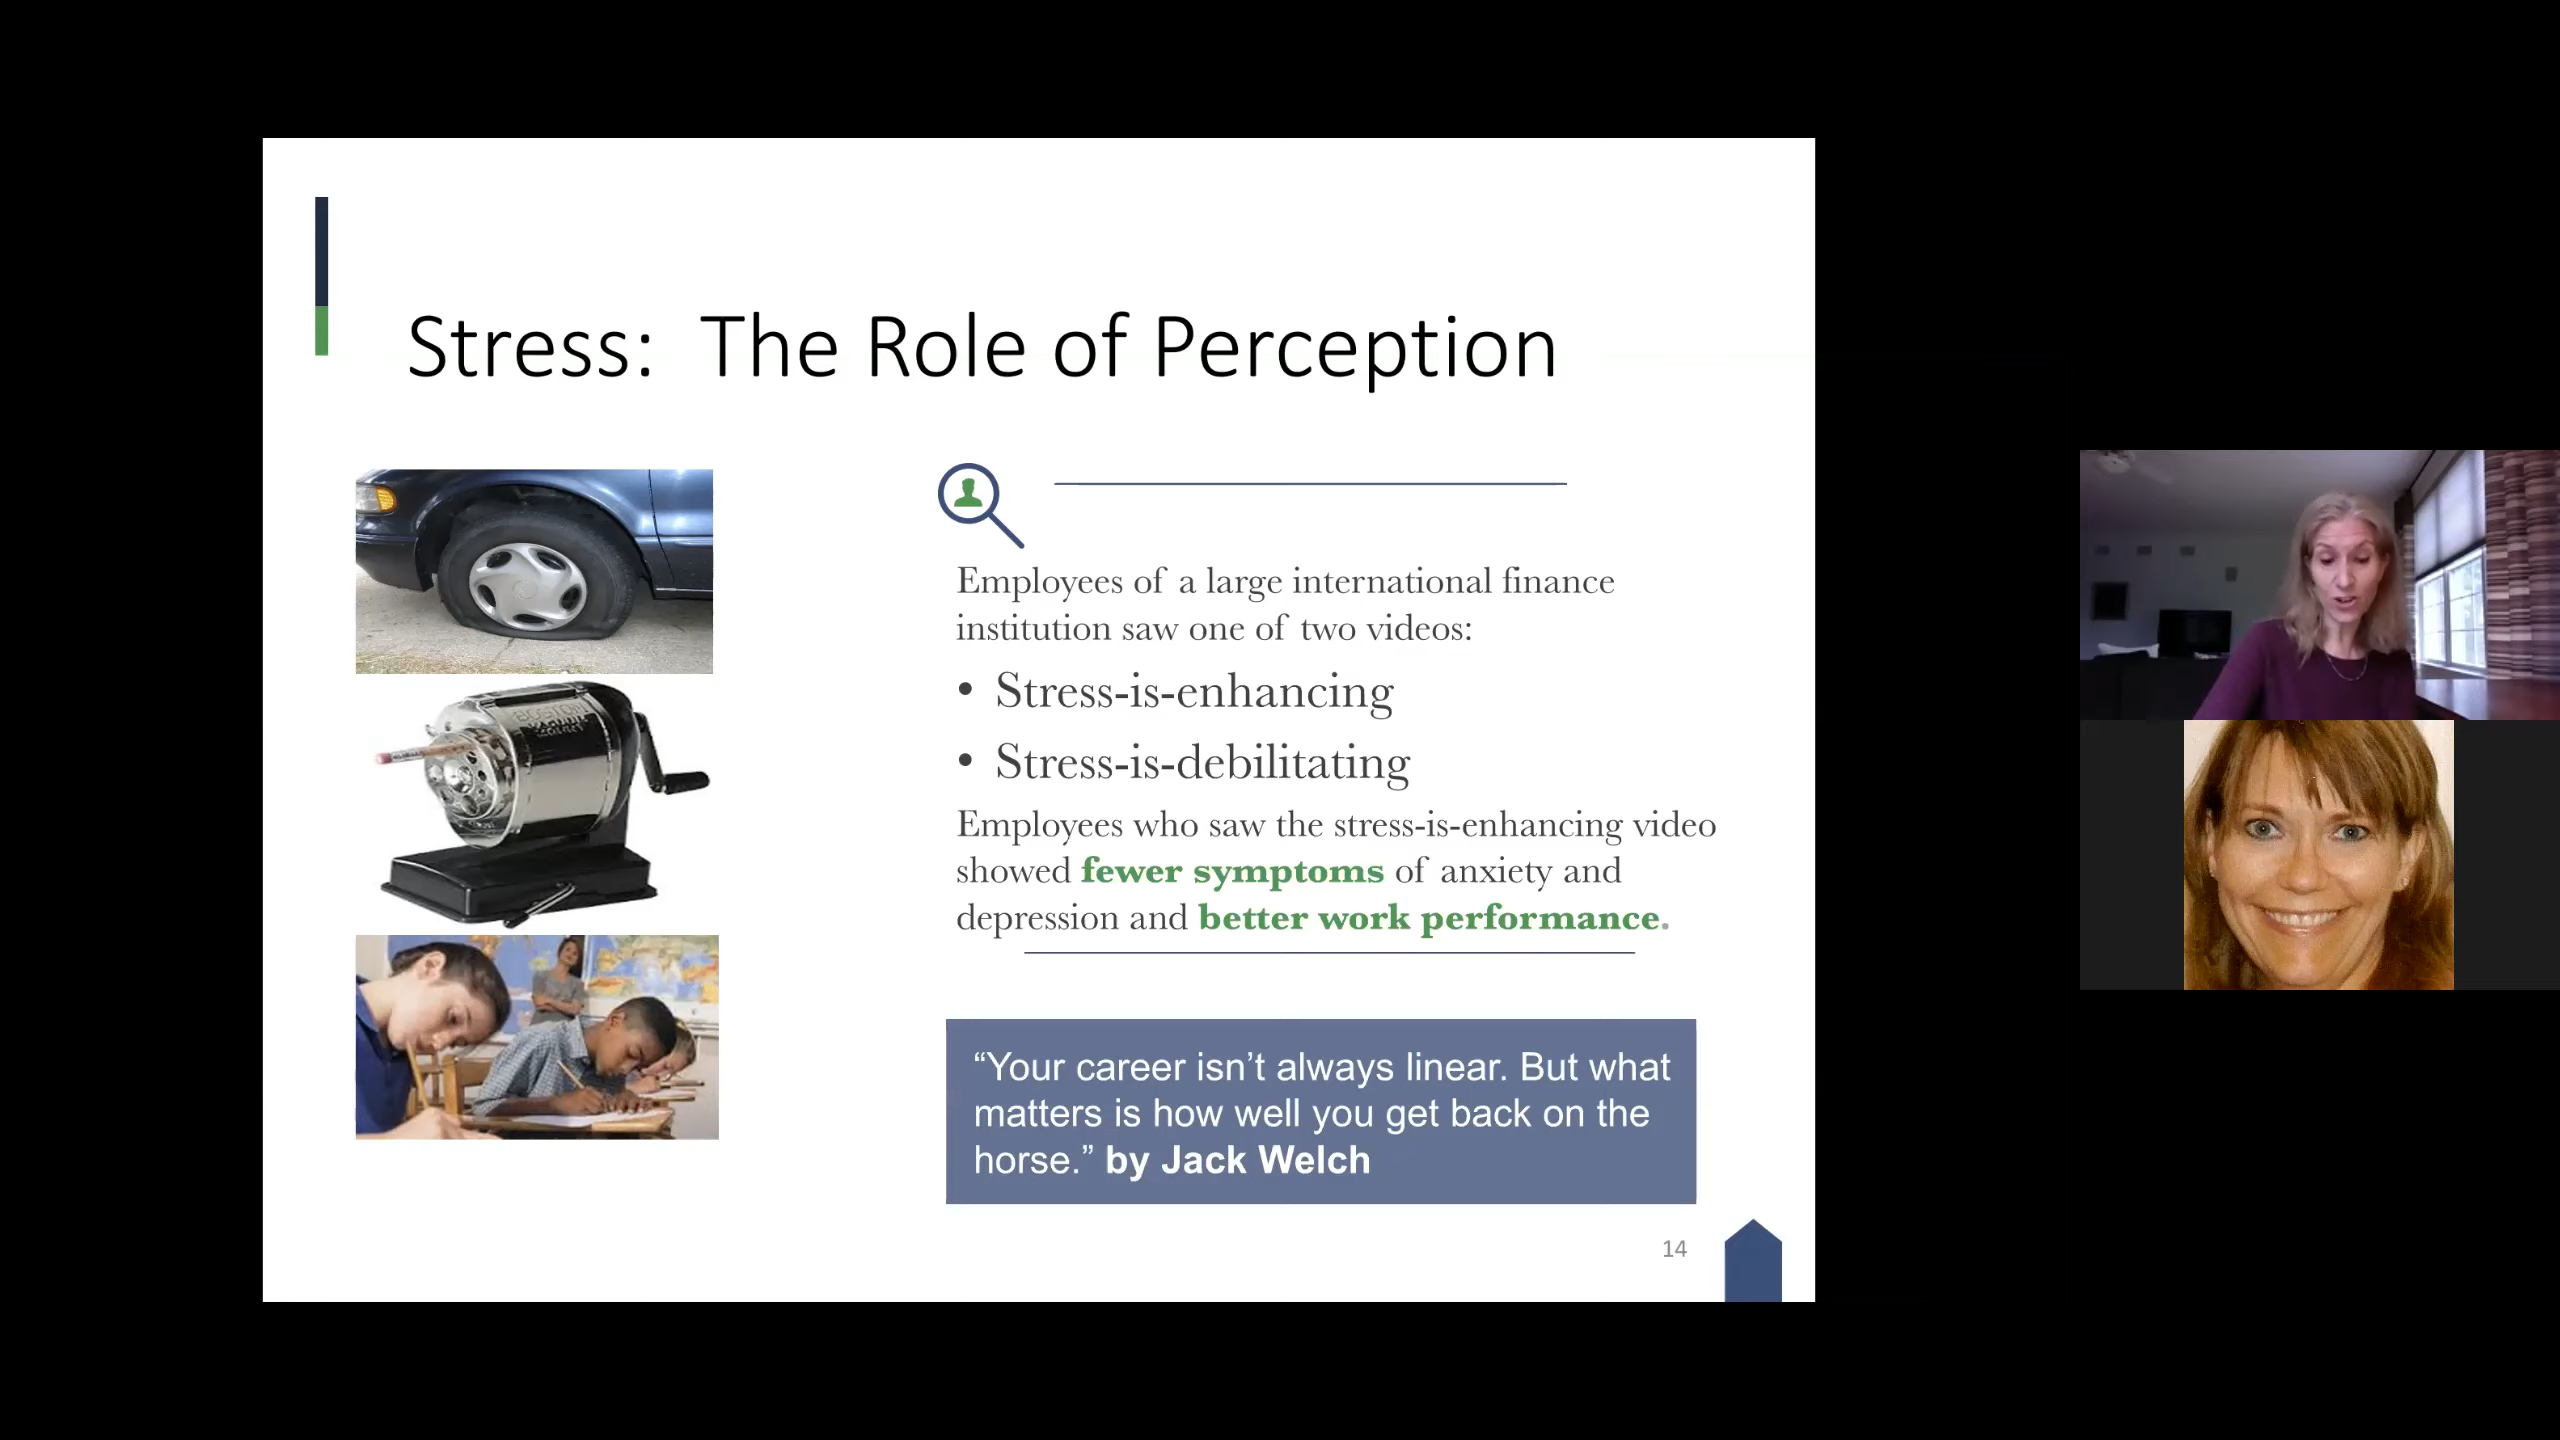 Stress:  The Role of Perception
Employees of a large international finance
institution saw one of two videos:
• Stress-is-enhancing
• Stress-is-debilitating
Employees who saw the stress-is-enhancing video
showed fewer symptoms of anxiety and
depression and better work performance.
“Your career isn’t always linear. But what
matters is how well you get back on the
horse.” by Jack Welch
14